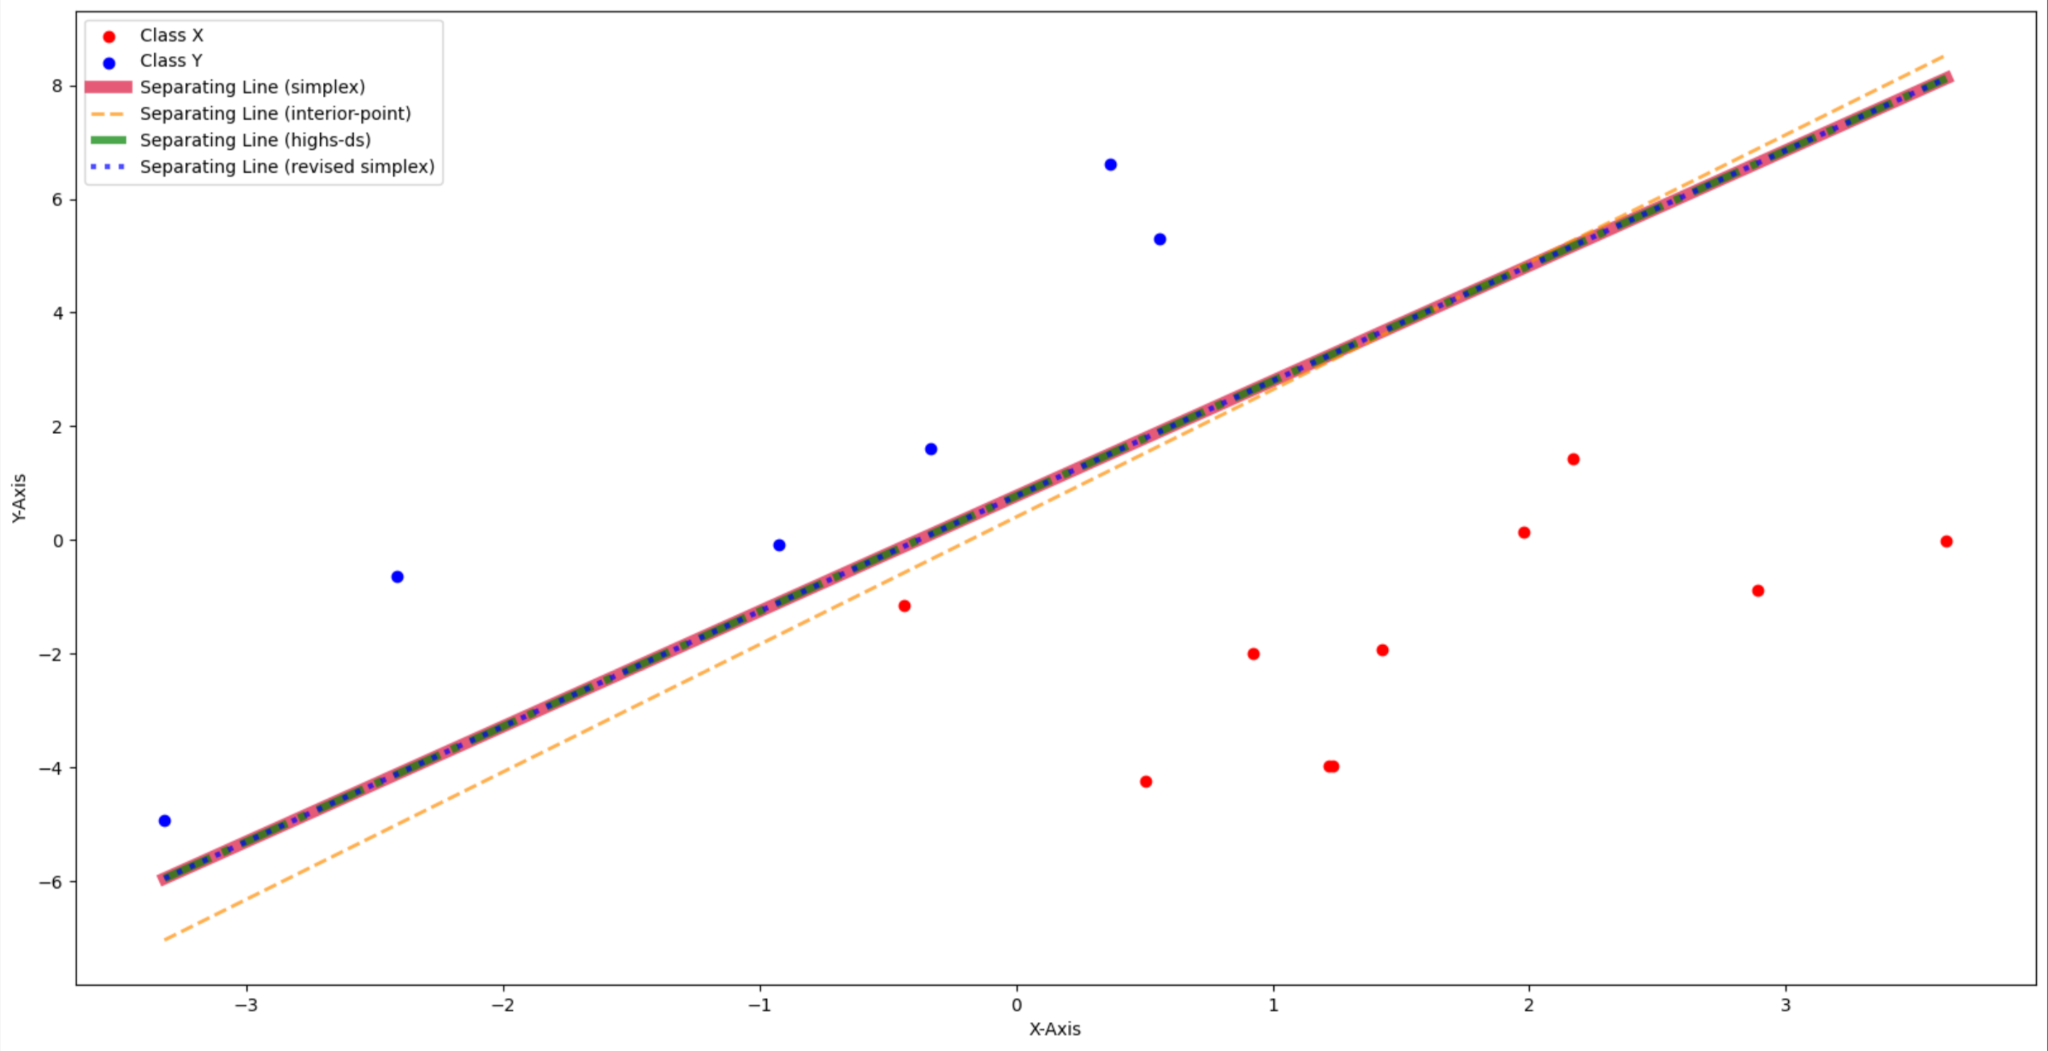 Class X
Class Y
Separating Line (simplex)
Separating Line (interior-point)
Separating Line (highs-ds)
Separating Line (revised simplex)
8
6
4
2
0
−2
−4
−6
Y-Axis
−3 −2 −1 0 1 2 3
X-Axis